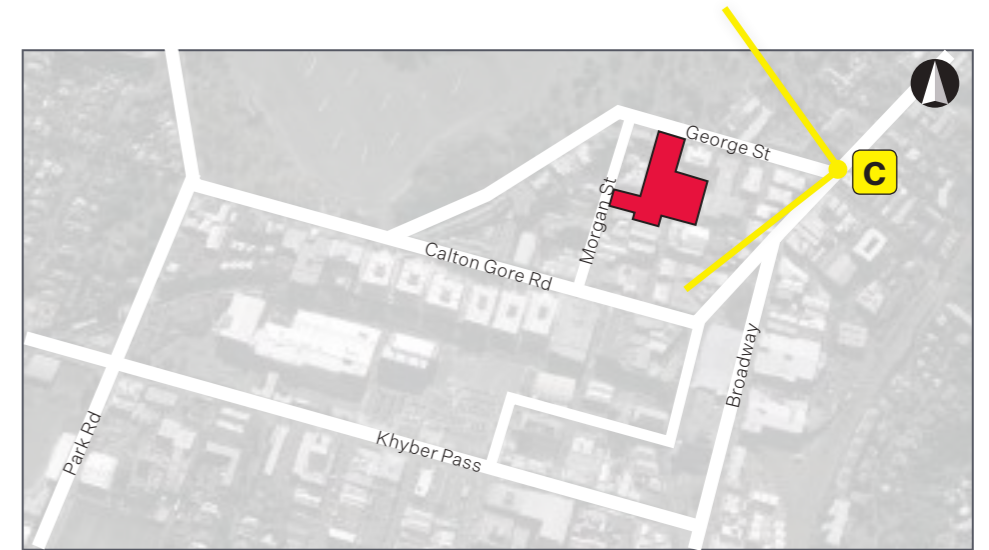 George St
C
Morgan St
Calton Gore Rd
Broadway
Park Rd
Khyber Pass